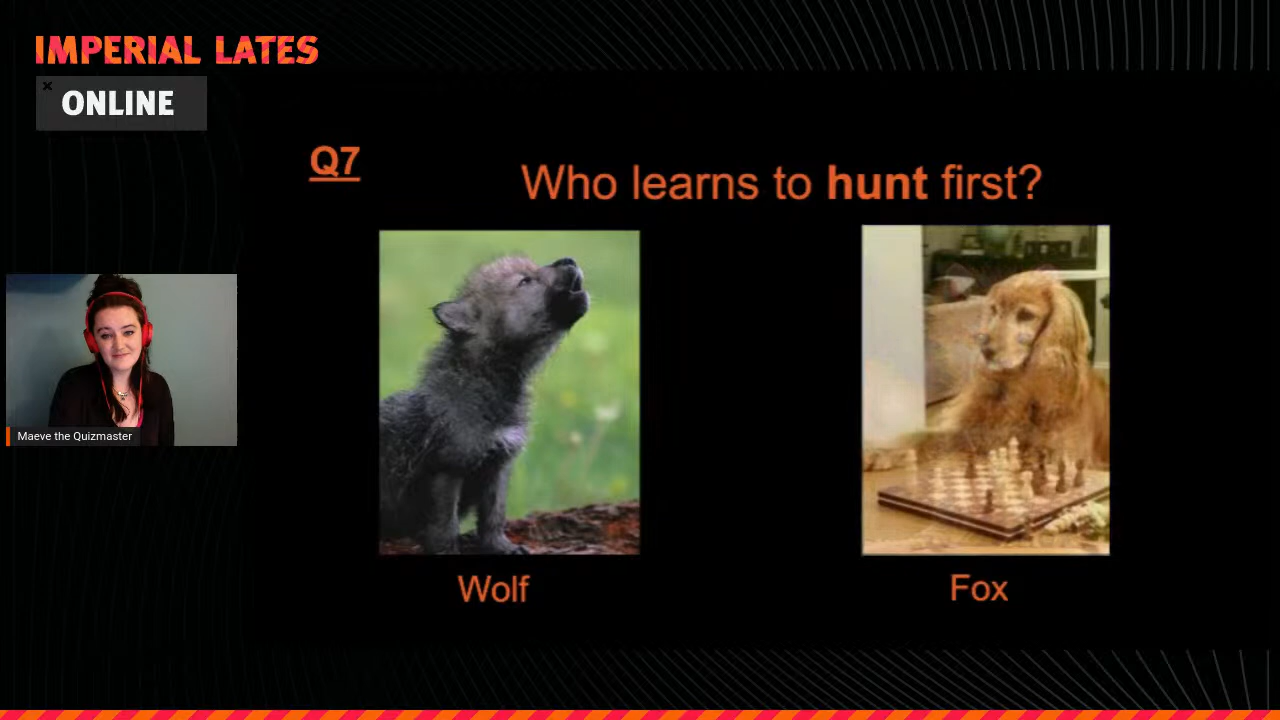 IMPERIAL LATES
ONLINE
Q7
Who learns to hunt first?
Maeve the Quizmaster
Wolf
Fox